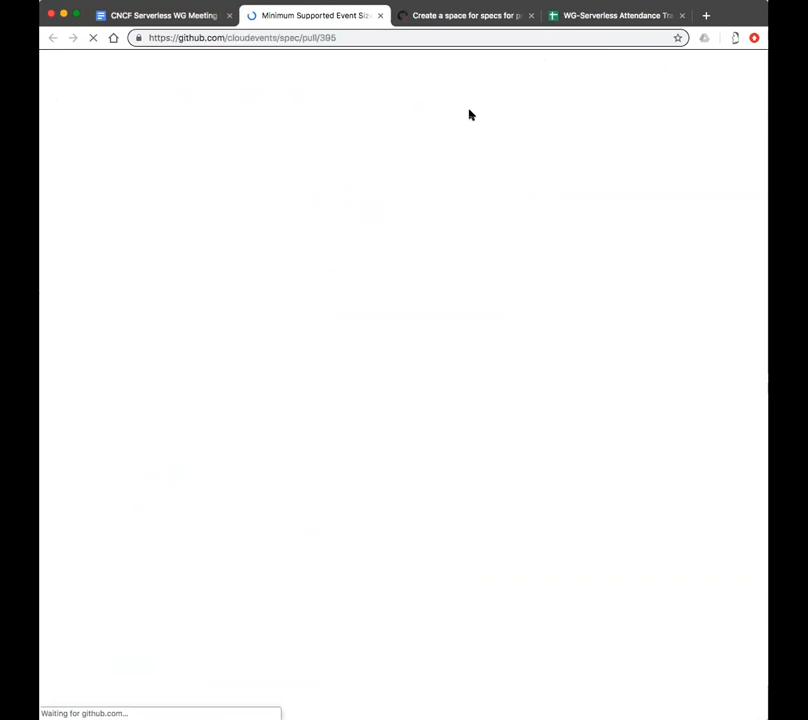 CNCF Serverless WG Meeting
Minimum Supported Event Siz
Create a space for specs for p
WG-Serverless Attendance Tra
https://github.com/cloudevents/spec/pull/395
Waiting for github.com...